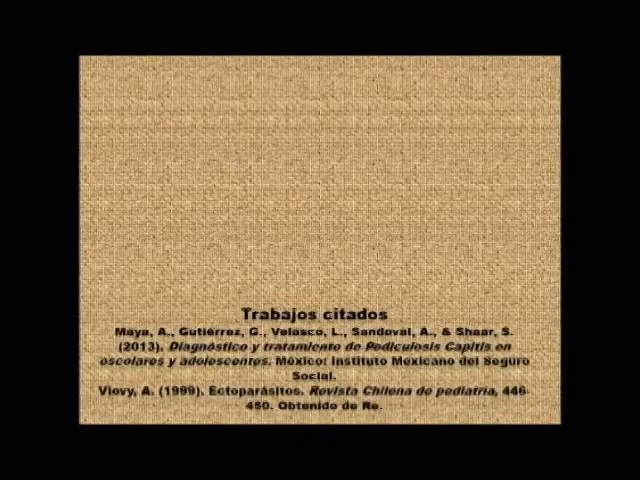 Trabajos citados
Maya, A., Gutiérrez, G., Velasco, L., Sandoval, A., & Shaar, S.
(2013). Diagnóstico y tratamiento de Pediculosis Capitis en
escolares y adolescentes. México: Instituto Mexicano del Seguro
Social.
Viovy, A. (1999). Ectoparásitos. Revista Chilena de pediatría, 446-
450. Obtenido de Re.